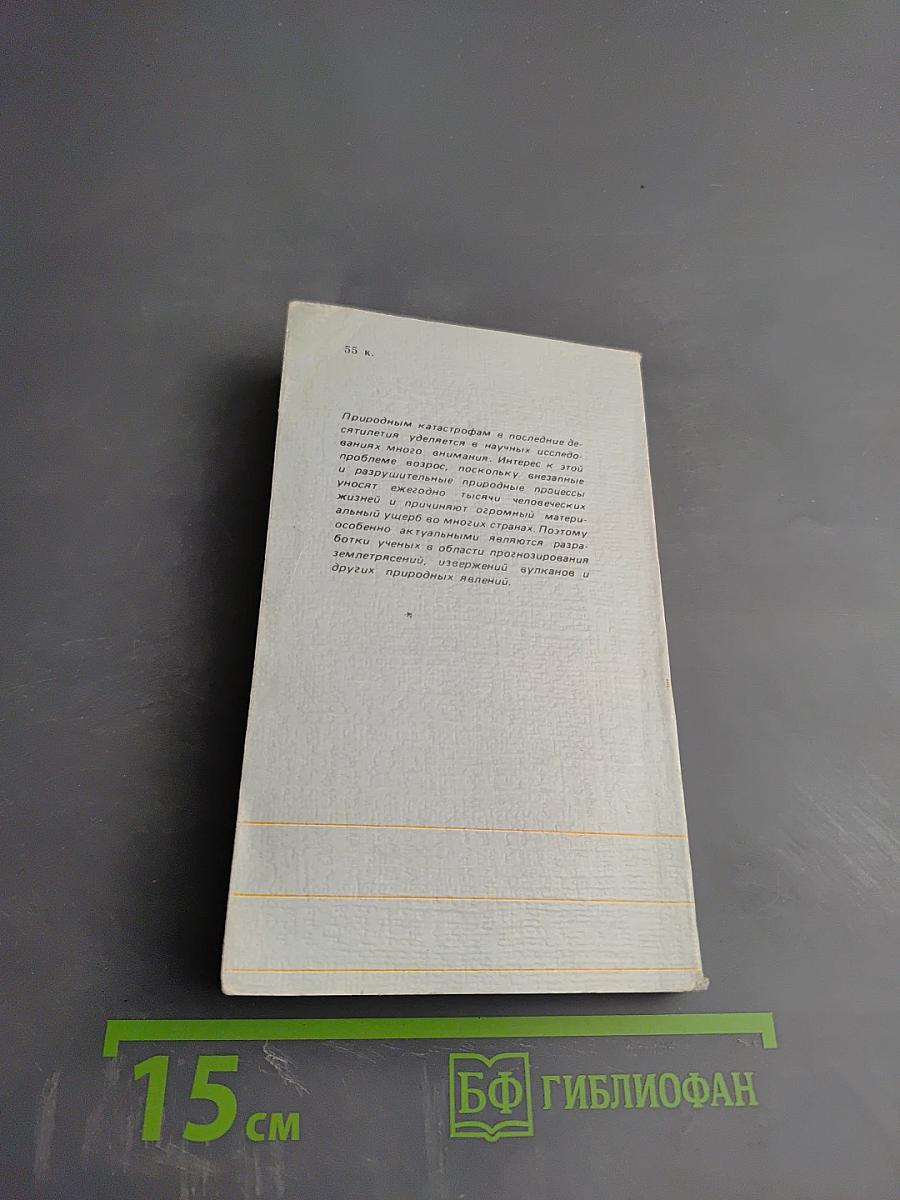 55 к.
Природным катастрофам в последние де-
сятилетия уделяется в научных исследо-
ваниях много внимания. Интерес к этой
проблеме возрос, поскольку внезапные
и разрушительные природные процессы
уносят ежегодно тысячи человеческих
жизней и причиняют огромный матери-
альный ущерб во многих странах. Поэтому
особенно актуальными являются разра-
ботки ученых в области прогнозирования
землетрясений, извержений вулканов и
других природных явлений.
15 см
БФ ГИБЛИОФАН